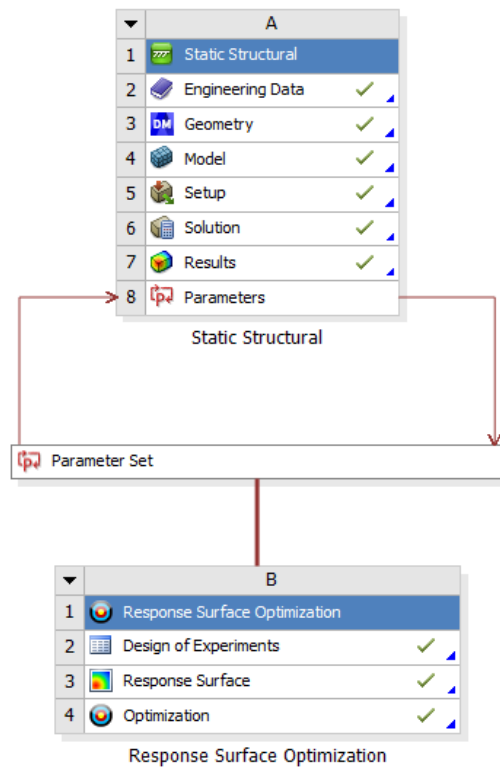 A
1 Static Structural
2 Engineering Data
3 DM Geometry
4 Model
5 Setup
6 Solution
7 Results
8 Parameters
Static Structural
Parameter Set
B
1 Response Surface Optimization
2 Design of Experiments
3 Response Surface
4 Optimization
Response Surface Optimization